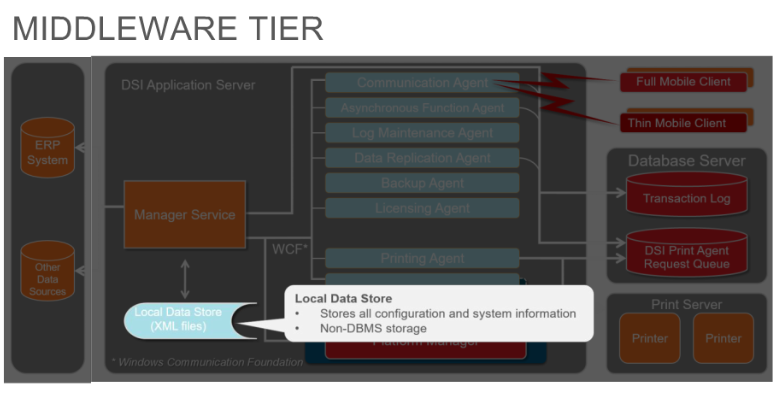 MIDDLEWARE TIER
DSI Application Server
Communication Agent
Asynchronous Function Agent
Log Maintenance Agent
Data Replication Agent
Backup Agent
Licensing Agent
Printing Agent
ERP
System
Other
Data
Sources
Manager Service
WCF*
Local Data Store
(XML files)
Local Data Store
• Stores all configuration and system information
• Non-DBMS storage
Platform Manager
* Windows Communication Foundation
Full Mobile Client
Thin Mobile Client
Database Server
Transaction Log
DSI Print Agent
Request Queue
Print Server
Printer
Printer